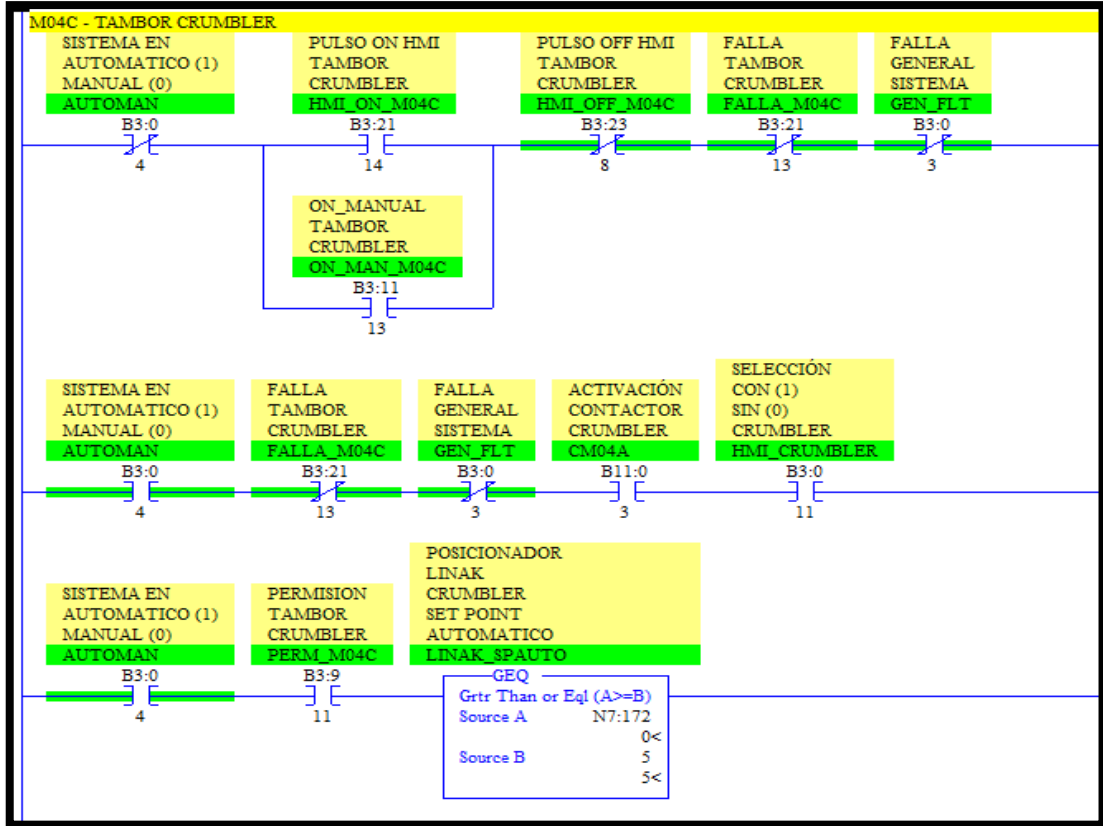 M04C - TAMBOR CRUMBLER
SISTEMA EN
AUTOMATICO (1)
MANUAL (0)
AUTOMAN
B3:0
4
PULSO ON HMI
TAMBOR
CRUMBLER
HMI_ON_M04C
B3:21
14
PULSO OFF HMI
TAMBOR
CRUMBLER
HMI_OFF_M04C
B3:23
8
FALLA
TAMBOR
CRUMBLER
FALLA_M04C
B3:21
13
FALLA
GENERAL
SISTEMA
GEN_FLT
B3:0
3
ON_MANUAL
TAMBOR
CRUMBLER
ON_MAN_M04C
B3:11
13
SISTEMA EN
AUTOMATICO (1)
MANUAL (0)
AUTOMAN
B3:0
4
FALLA
TAMBOR
CRUMBLER
FALLA_M04C
B3:21
13
FALLA
GENERAL
SISTEMA
GEN_FLT
B3:0
3
ACTIVACIÓN
CONTACTOR
CRUMBLER
CM04A
B11:0
3
SELECCIÓN
CON (1)
SIN (0)
CRUMBLER
HMI_CRUMBLER
B3:0
11
SISTEMA EN
AUTOMATICO (1)
MANUAL (0)
AUTOMAN
B3:0
4
PERMISION
TAMBOR
CRUMBLER
PERM_M04C
B3:9
11
POSICIONADOR
LINAK
CRUMBLER
SET POINT
AUTOMATICO
LINAK_SPAUTO
GEQ
Grtr Than or Eql (A>=B)
Source A N7:172
0<
Source B 5
5<